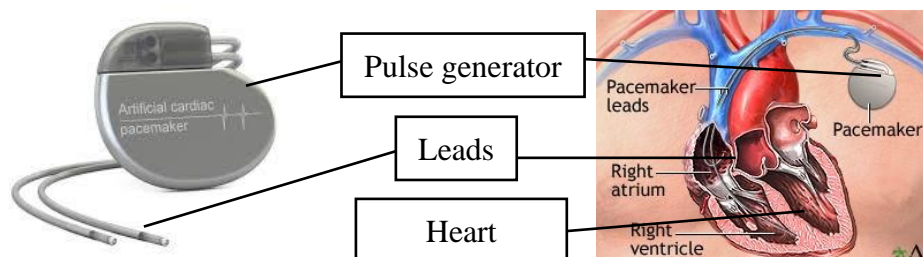 Artificial cardiac
pacemaker
Pulse generator
Leads
Heart
Pacemaker
leads
Pacemaker
Right
atrium
Right
ventricle